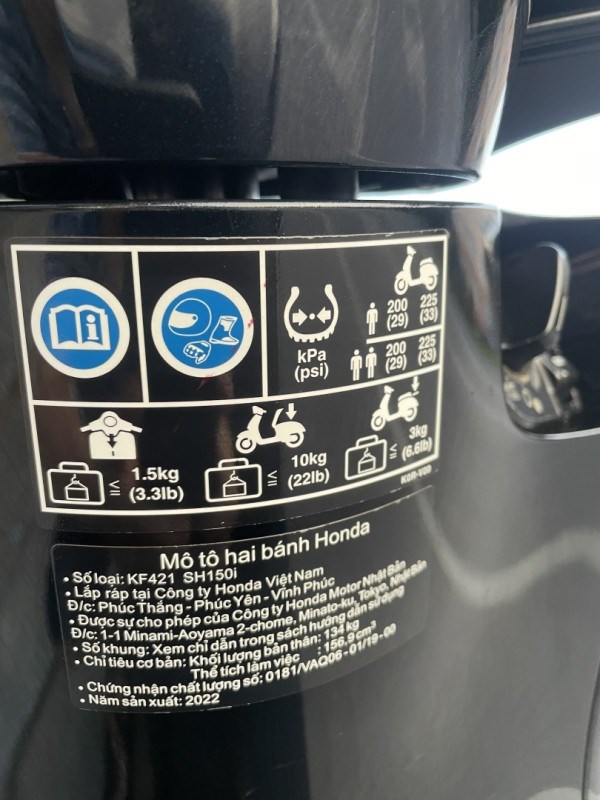 kPa
(psi)
200 225
(29) (33)
200 225
(29) (33)
≤ 1.5kg
(3.3lb)
≤ 10kg
(22lb)
≤ 3kg
(6.6lb)
K0R-V00
Mô tô hai bánh Honda
• Số loại: KF421 SH150i
• Lắp ráp tại Công ty Honda Việt Nam
Đ/c: Phúc Thắng - Phúc Yên - Vĩnh Phúc
• Được sự cho phép của Công ty Honda Motor Nhật Bản
Đ/c: 1-1 Minami-Aoyama 2-chome, Minato-ku, Tokyo, Nhật Bản
• Số khung: Xem chỉ dẫn trong sách hướng dẫn sử dụng
• Chỉ tiêu cơ bản: Khối lượng bản thân: 134 kg
Thể tích làm việc : 156.9 cm³
• Chứng nhận chất lượng số: 0181/VAQ06-01/19-00
• Năm sản xuất: 2022